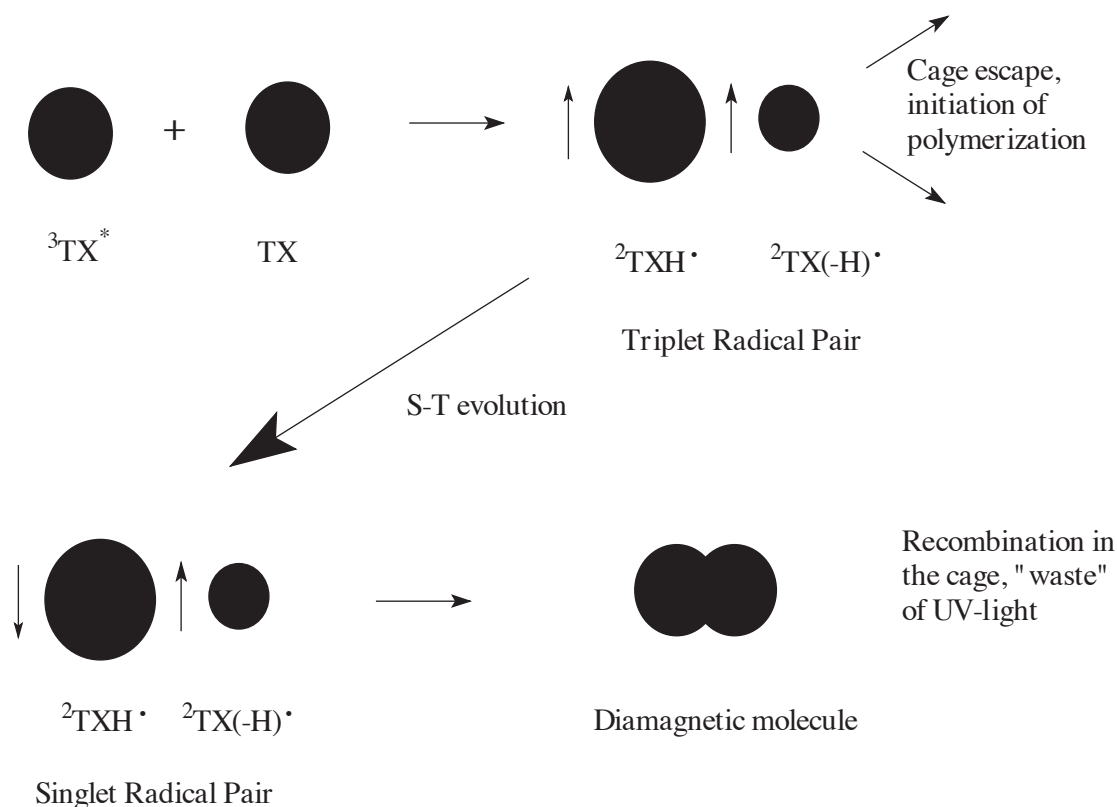 Cage escape,
initiation of
polymerization
+
³TX*
TX
²TXH•
²TX(-H)•
Triplet Radical Pair
S-T evolution
Recombination in
the cage, "waste"
of UV-light
²TXH•
²TX(-H)•
Diamagnetic molecule
Singlet Radical Pair